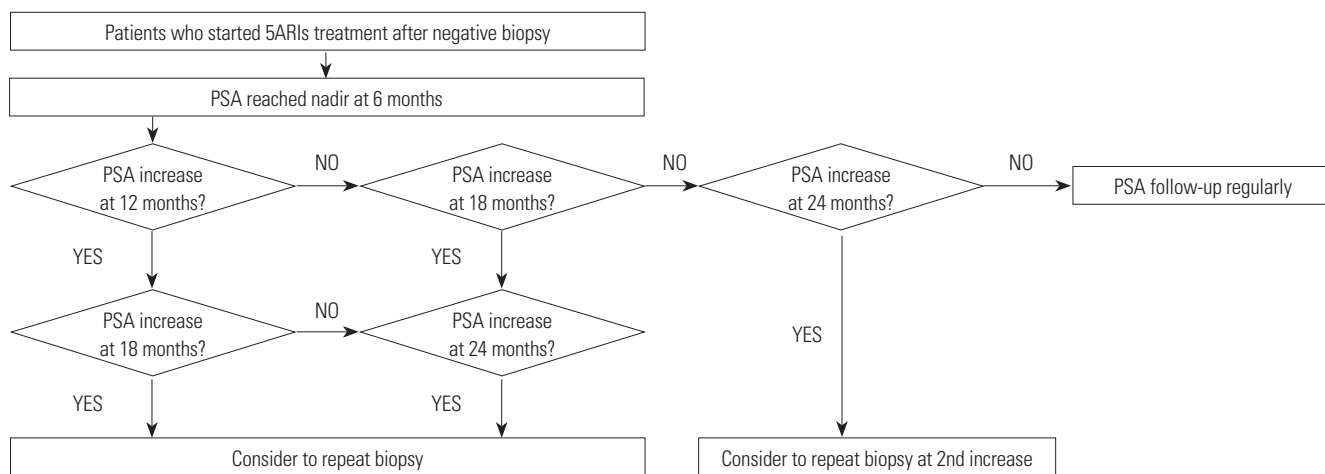 Patients who started 5ARIs treatment after negative biopsy
PSA reached nadir at 6 months
PSA increase
at 12 months?
NO
PSA increase
at 18 months?
NO
PSA increase
at 24 months?
NO
PSA follow-up regularly
YES
YES
PSA increase
at 18 months?
NO
PSA increase
at 24 months?
YES
YES
YES
Consider to repeat biopsy
Consider to repeat biopsy at 2nd increase